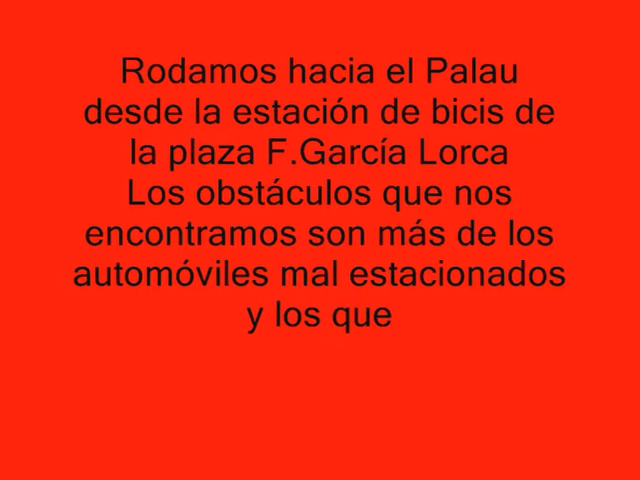 Rodamos hacia el Palau
desde la estación de bicis de
la plaza F.García Lorca
Los obstáculos que nos
encontramos son más de los
automóviles mal estacionados
y los que